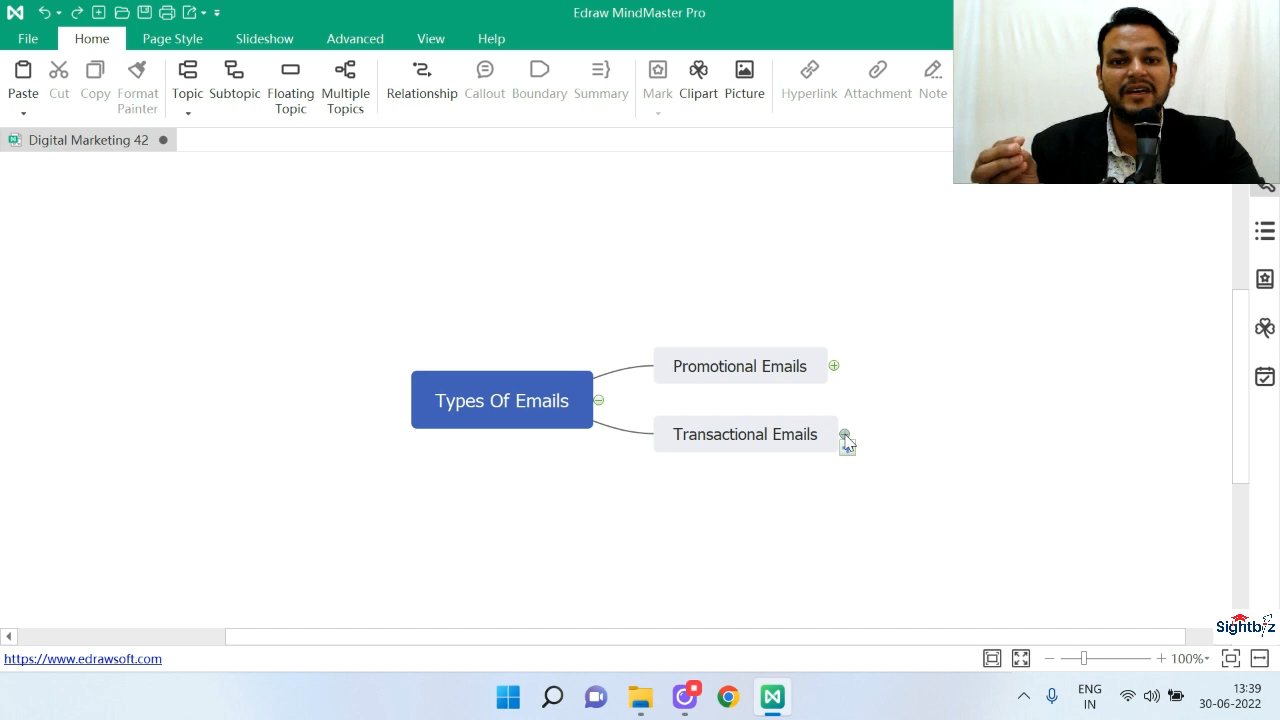 Edraw MindMaster Pro
File Home Page Style Slideshow Advanced View Help
Paste Cut Copy Format Painter Topic Subtopic Floating Topic Multiple Topics Relationship Callout Boundary Summary Mark Clipart Picture Hyperlink Attachment Note
Digital Marketing 42
Promotional Emails
Types Of Emails
Transactional Emails
Sightbiz
https://www.edrawsoft.com
100%
ENG
IN
13:39
30-06-2022